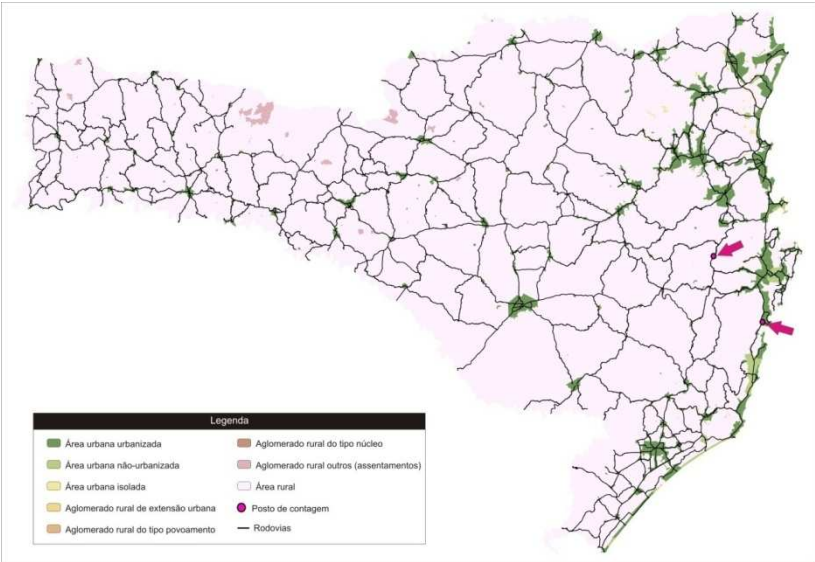 Legenda
Área urbana urbanizada
Área urbana não-urbanizada
Área urbana isolada
Aglomerado rural de extensão urbana
Aglomerado rural do tipo povoamento
Aglomerado rural do tipo núcleo
Aglomerado rural outros (assentamentos)
Área rural
Posto de contagem
Rodovias